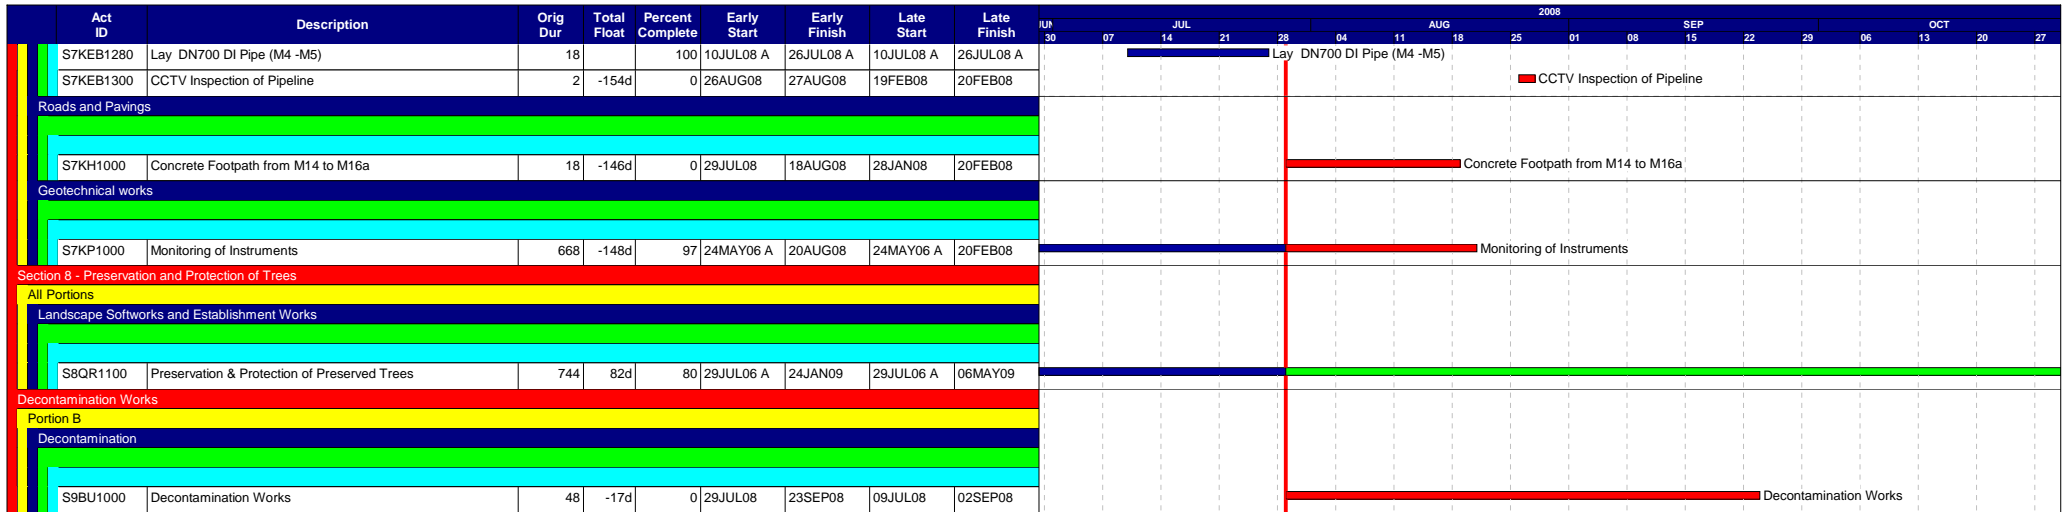 Act ID Description Orig Dur Total Float Percent Complete Early Start Early Finish Late Start Late Finish
2008
JUN JUL AUG SEP OCT
30 07 14 21 28 04 11 18 25 01 08 15 22 29 06 13 20 27
S7KEB1280 Lay DN700 DI Pipe (M4 -M5) 18 100 10JUL08 A 26JUL08 A 10JUL08 A 26JUL08 A Lay DN700 DI Pipe (M4 -M5)
S7KEB1300 CCTV Inspection of Pipeline 2 -154d 0 26AUG08 27AUG08 19FEB08 20FEB08 CCTV Inspection of Pipeline
Roads and Pavings
S7KH1000 Concrete Footpath from M14 to M16a 18 -146d 0 29JUL08 18AUG08 28JAN08 20FEB08 Concrete Footpath from M14 to M16a
Geotechnical works
S7KP1000 Monitoring of Instruments 668 -148d 97 24MAY06 A 20AUG08 24MAY06 A 20FEB08 Monitoring of Instruments
Section 8 - Preservation and Protection of Trees
All Portions
Landscape Softworks and Establishment Works
S8QR1100 Preservation & Protection of Preserved Trees 744 82d 80 29JUL06 A 24JAN09 29JUL06 A 06MAY09
Decontamination Works
Portion B
Decontamination
S9BU1000 Decontamination Works 48 -17d 0 29JUL08 23SEP08 09JUL08 02SEP08 Decontamination Works